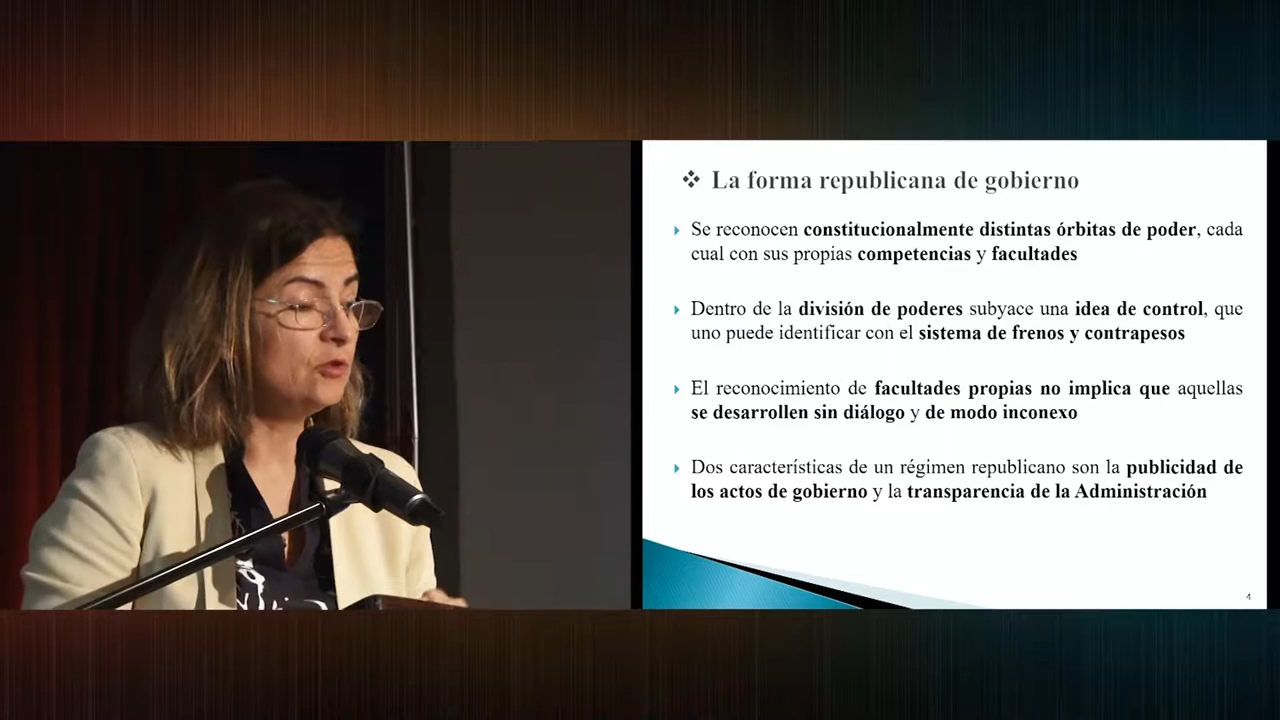 La forma republicana de gobierno
Se reconocen constitucionalmente distintas órbitas de poder, cada
cual con sus propias competencias y facultades
Dentro de la división de poderes subyace una idea de control, que
uno puede identificar con el sistema de frenos y contrapesos
El reconocimiento de facultades propias no implica que aquellas
se desarrollen sin diálogo y de modo inconexo
Dos características de un régimen republicano son la publicidad de
los actos de gobierno y la transparencia de la Administración
4